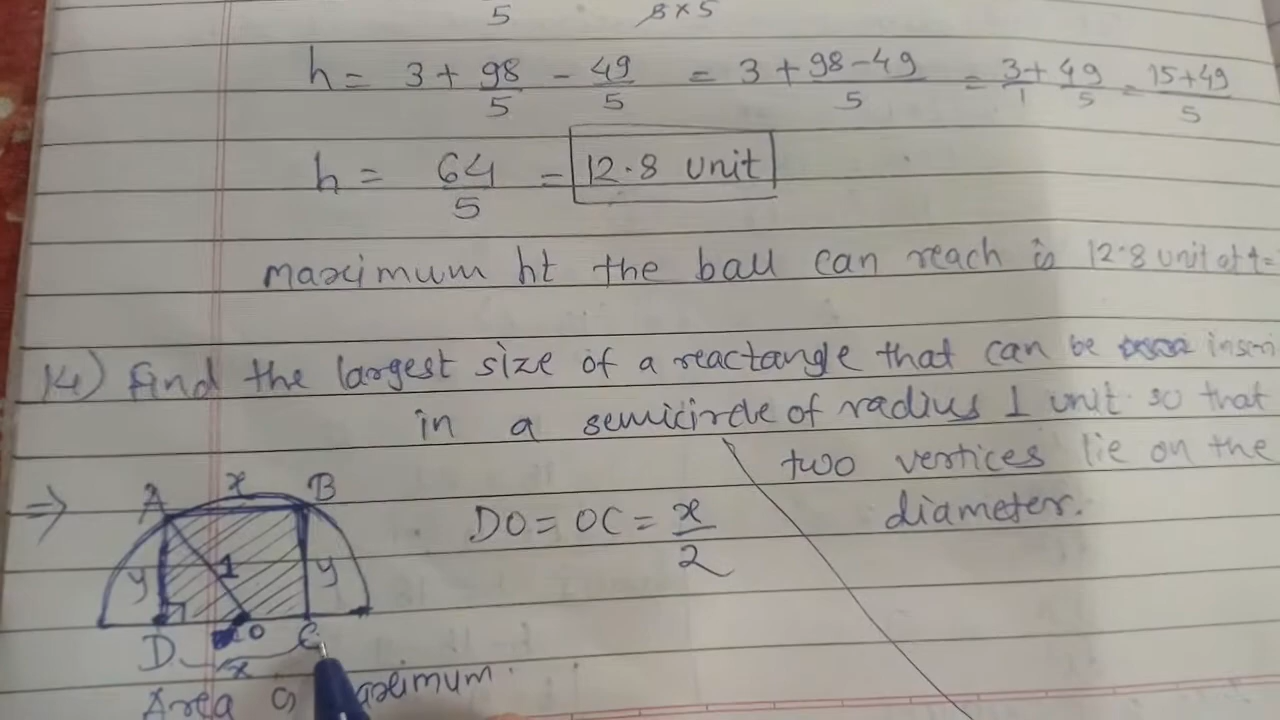 5 8×5
h = 3 + 98/5 - 49/5 = 3 + 98-49/5 = 3/1 + 49/5 = 15+49/5
h = 64/5 = 12.8 unit
maximum ht the ball can reach is 12.8 unit at t=
14) Find the largest size of a reactangle that can be
in a semicircle of radius 1 unit so that
two vertices lie on the
diameter.
⇒ A x B
DO = OC = x/2
y 1 y
D O C
x
Area maximum.